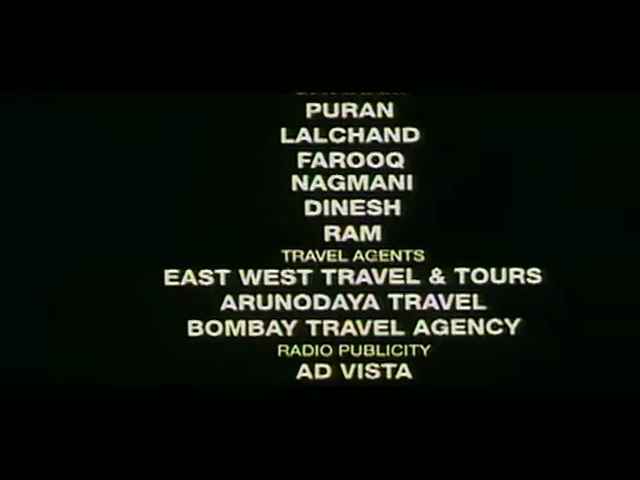 PURAN
LALCHAND
FAROOQ
NAGMANI
DINESH
RAM
TRAVEL AGENTS
EAST WEST TRAVEL & TOURS
ARUNODAYA TRAVEL
BOMBAY TRAVEL AGENCY
RADIO PUBLICITY
AD VISTA